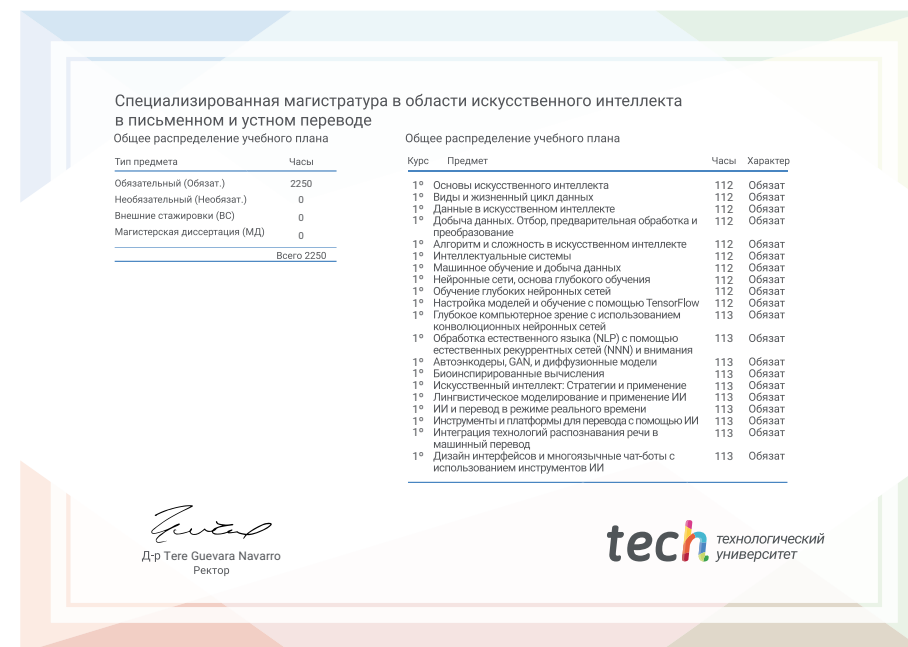 Специализированная магистратура в области искусственного интеллекта
в письменном и устном переводе
Общее распределение учебного плана
Тип предмета Часы
Обязательный (Обязат.) 2250
Необязательный (Необязат.) 0
Внешние стажировки (ВС) 0
Магистерская диссертация (МД) 0
Всего 2250
Общее распределение учебного плана
Курс Предмет Часы Характер
1º Основы искусственного интеллекта 112 Обязат
1º Виды и жизненный цикл данных 112 Обязат
1º Данные в искусственном интеллекте 112 Обязат
1º Добыча данных. Отбор, предварительная обработка и 112 Обязат
преобразование
1º Алгоритм и сложность в искусственном интеллекте 112 Обязат
1º Интеллектуальные системы 112 Обязат
1º Машинное обучение и добыча данных 112 Обязат
1º Нейронные сети, основа глубокого обучения 112 Обязат
1º Обучение глубоких нейронных сетей 112 Обязат
1º Настройка моделей и обучение с помощью TensorFlow 112 Обязат
1º Глубокое компьютерное зрение с использованием 113 Обязат
конволюционных нейронных сетей
1º Обработка естественного языка (NLP) с помощью 113 Обязат
естественных рекуррентных сетей (NNN) и внимания
1º Автоэнкодеры, GAN, и диффузионные модели 113 Обязат
1º Биоинспирированные вычисления 113 Обязат
1º Искусственный интеллект: Стратегии и применение 113 Обязат
1º Лингвистическое моделирование и применение ИИ 113 Обязат
1º ИИ и перевод в режиме реального времени 113 Обязат
1º Инструменты и платформы для перевода с помощью ИИ 113 Обязат
1º Интеграция технологий распознавания речи в 113 Обязат
машинный перевод
1º Дизайн интерфейсов и многоязычные чат-боты с 113 Обязат
использованием инструментов ИИ
Д-р Tere Guevara Navarro
Ректор
tech технологический
университет